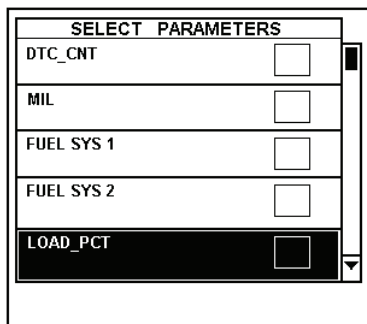 SELECT PARAMETERS
DTC_CNT
MIL
FUEL SYS 1
FUEL SYS 2
LOAD_PCT